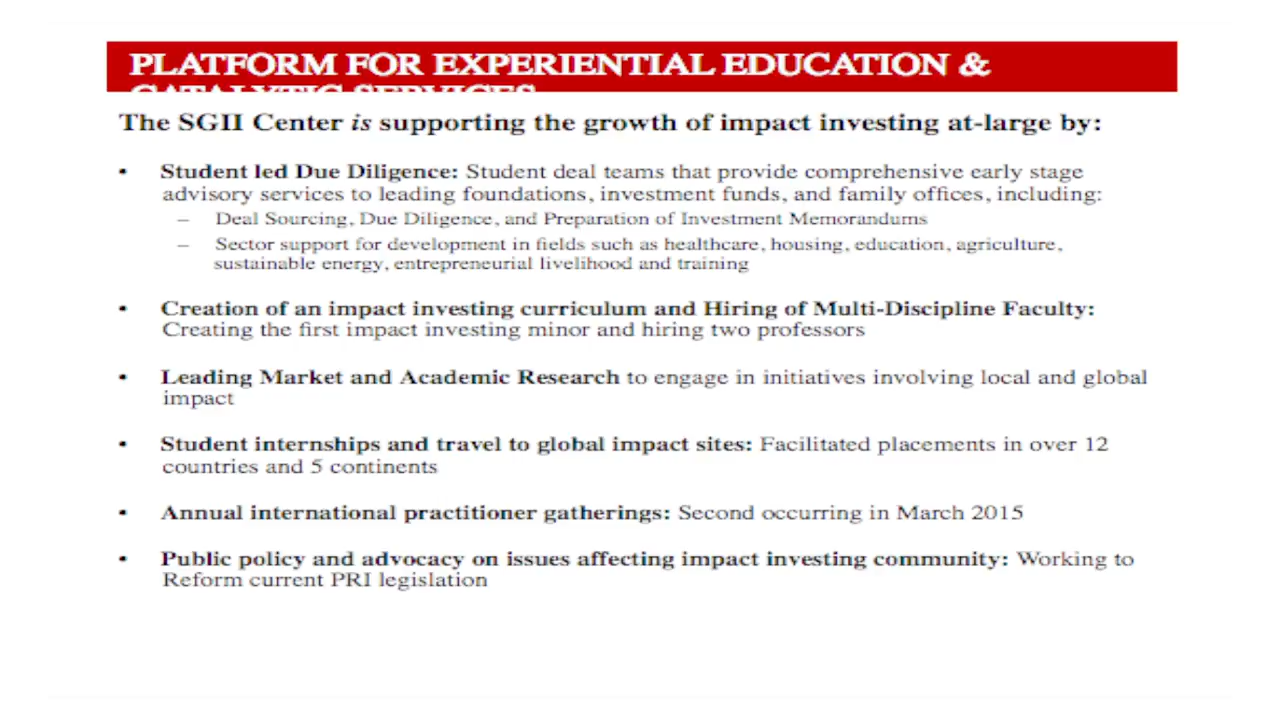 PLATFORM FOR EXPERIENTIAL EDUCATION &
CATALYTIC SERVICES
The SGII Center is supporting the growth of impact investing at-large by:
• Student led Due Diligence: Student deal teams that provide comprehensive early stage
advisory services to leading foundations, investment funds, and family offices, including:
– Deal Sourcing, Due Diligence, and Preparation of Investment Memorandums
– Sector support for development in fields such as healthcare, housing, education, agriculture,
sustainable energy, entrepreneurial livelihood and training
• Creation of an impact investing curriculum and Hiring of Multi-Discipline Faculty:
Creating the first impact investing minor and hiring two professors
• Leading Market and Academic Research to engage in initiatives involving local and global
impact
• Student internships and travel to global impact sites: Facilitated placements in over 12
countries and 5 continents
• Annual international practitioner gatherings: Second occurring in March 2015
• Public policy and advocacy on issues affecting impact investing community: Working to
Reform current PRI legislation